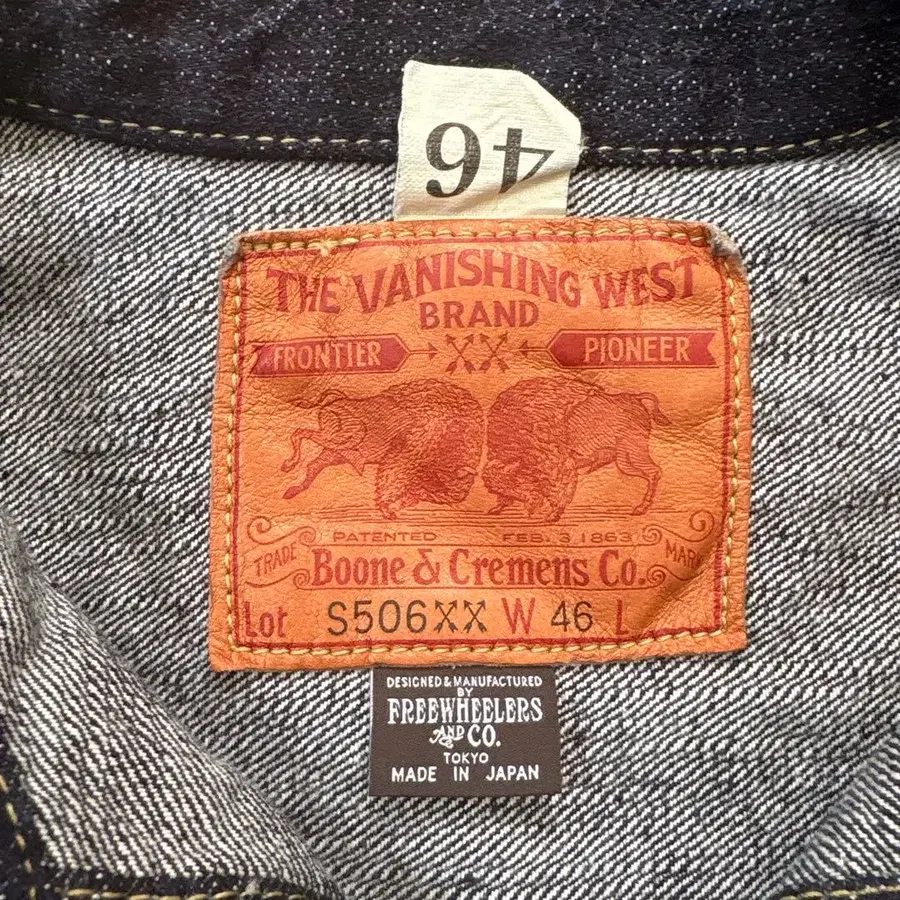 46
THE VANISHING WEST
BRAND
FRONTIER XX PIONEER
PATENTED FEB. 3, 1863
TRADE MARK
Boone & Cremens Co.
Lot S506XX W 46 L
DESIGNED & MANUFACTURED
BY
FREEWHEELERS
AND CO.
TOKYO
MADE IN JAPAN